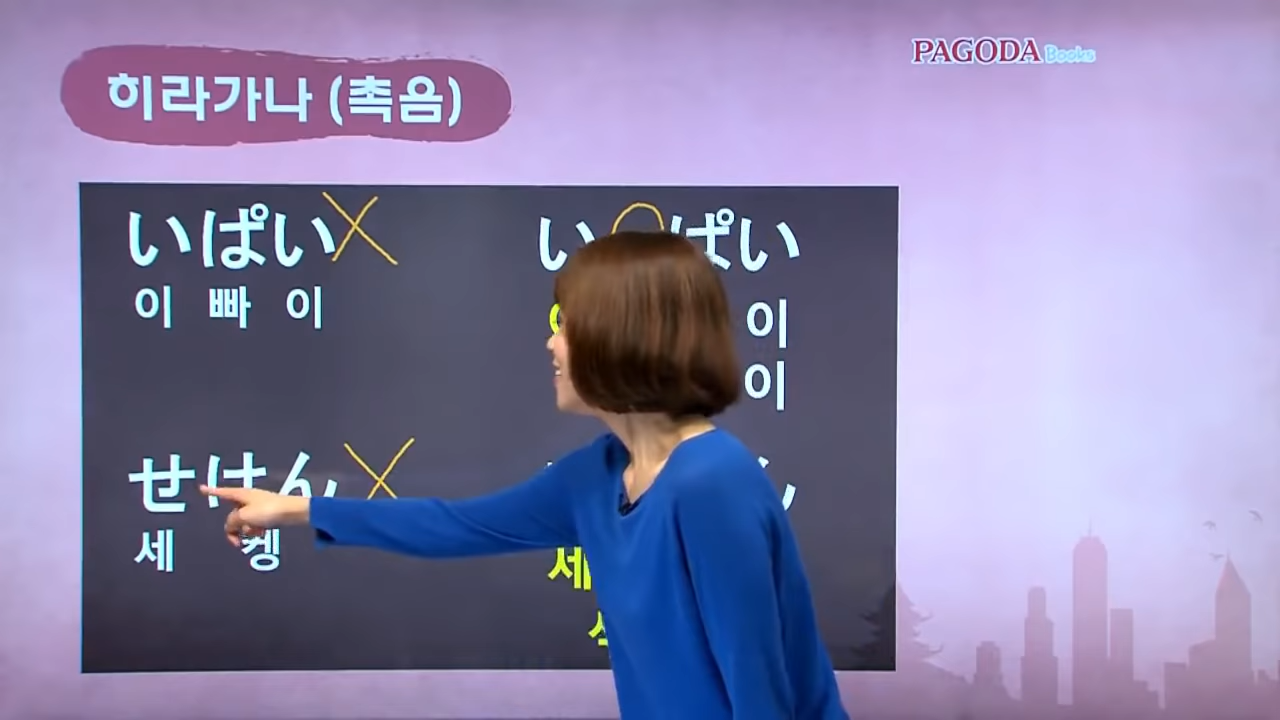 히라가나 (촉음)
PAGODA Books
いぱい
이 빠 이
い ぱい
이
이
せけん
세 켕
세